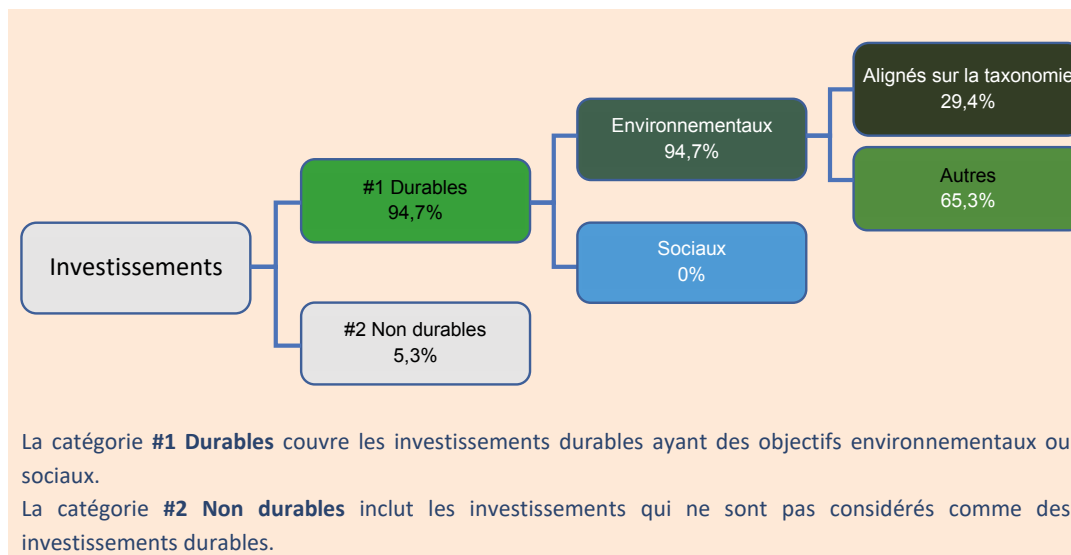 Investissements
#1 Durables
94,7%
#2 Non durables
5,3%
Environnementaux
94,7%
Sociaux
0%
Alignés sur la taxonomie
29,4%
Autres
65,3%
La catégorie #1 Durables couvre les investissements durables ayant des objectifs environnementaux ou
sociaux.
La catégorie #2 Non durables inclut les investissements qui ne sont pas considérés comme des
investissements durables.